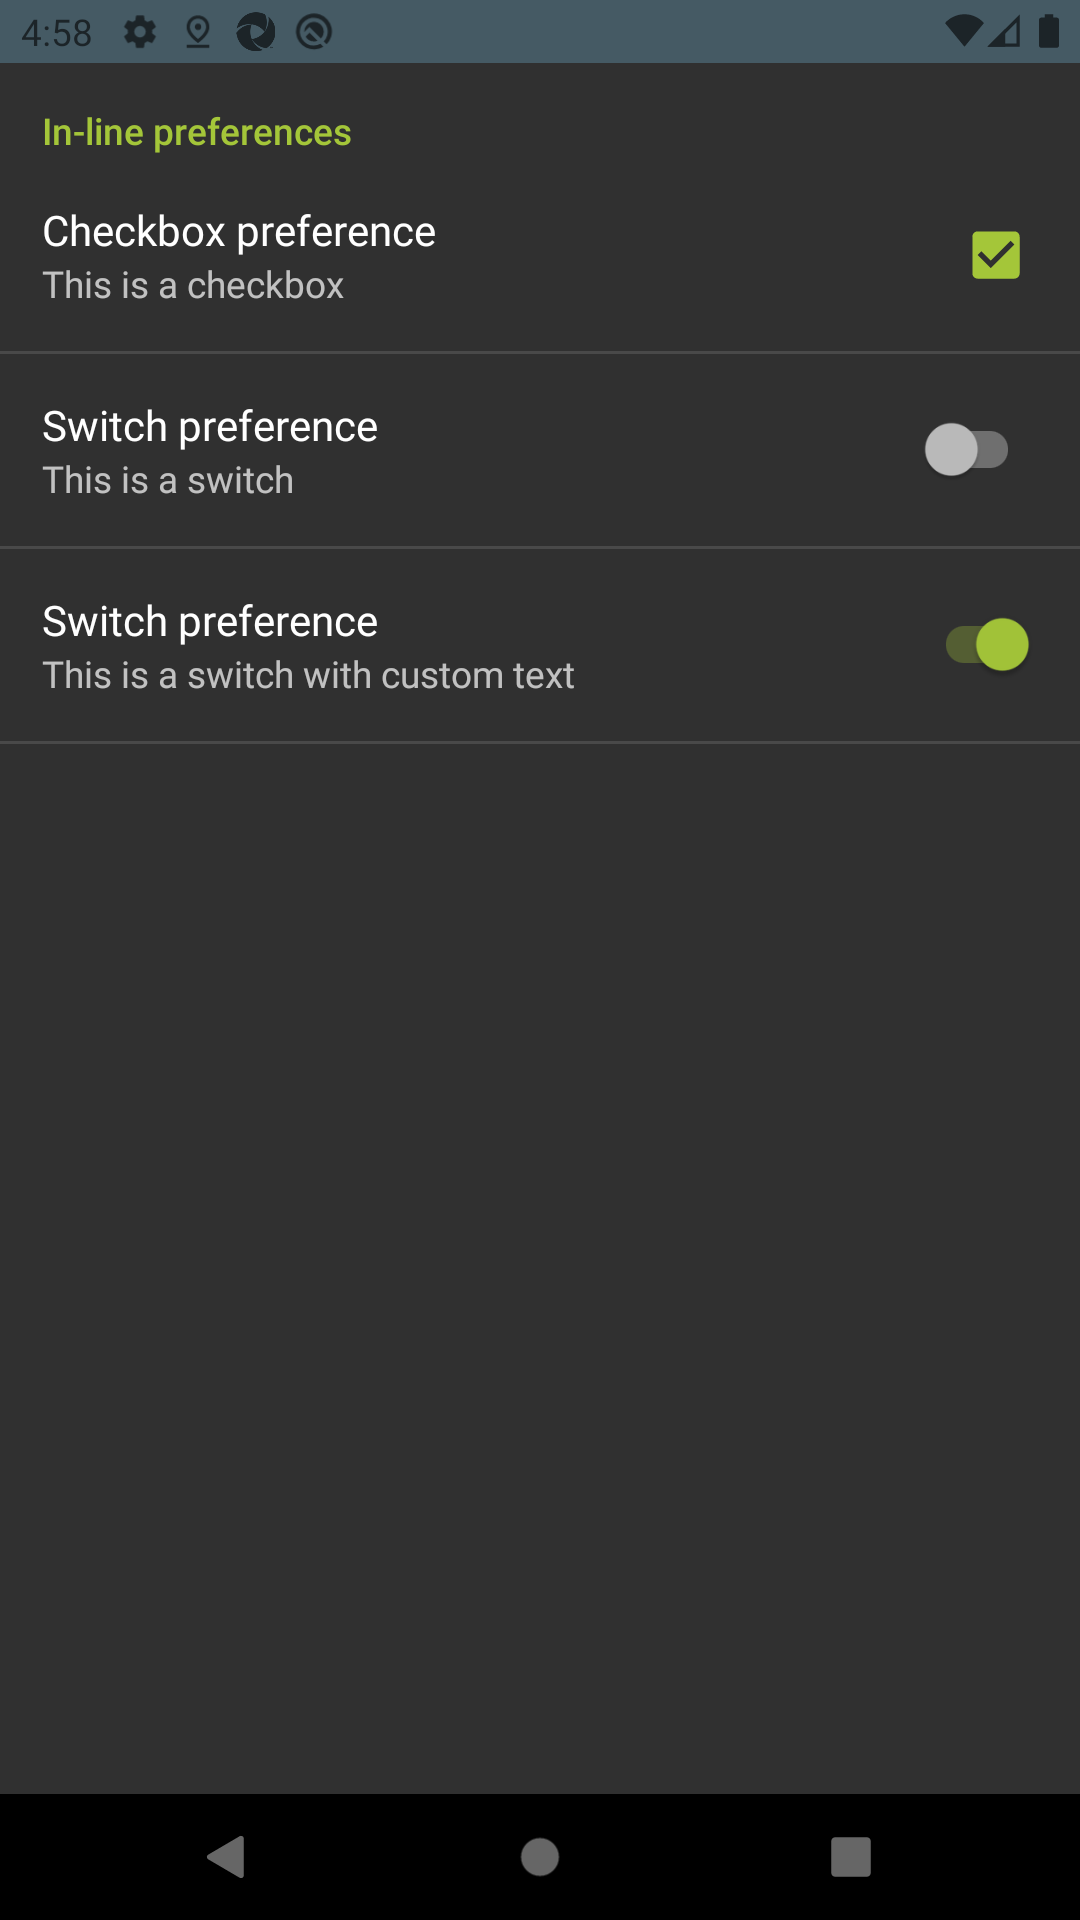 4:58
In-line preferences
Checkbox preference
This is a checkbox
Switch preference
This is a switch
Switch preference
This is a switch with custom text